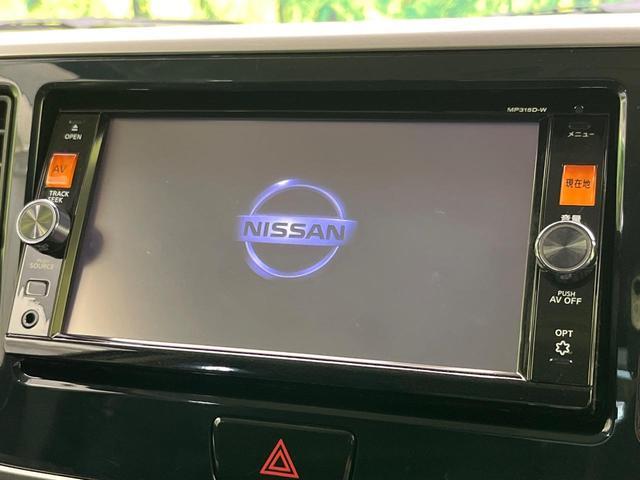 MP315D-W
OPEN
AV
TRACK
SEEK
SOURCE
NISSAN
メニュー
現在地
音量
PUSH
AV OFF
OPT